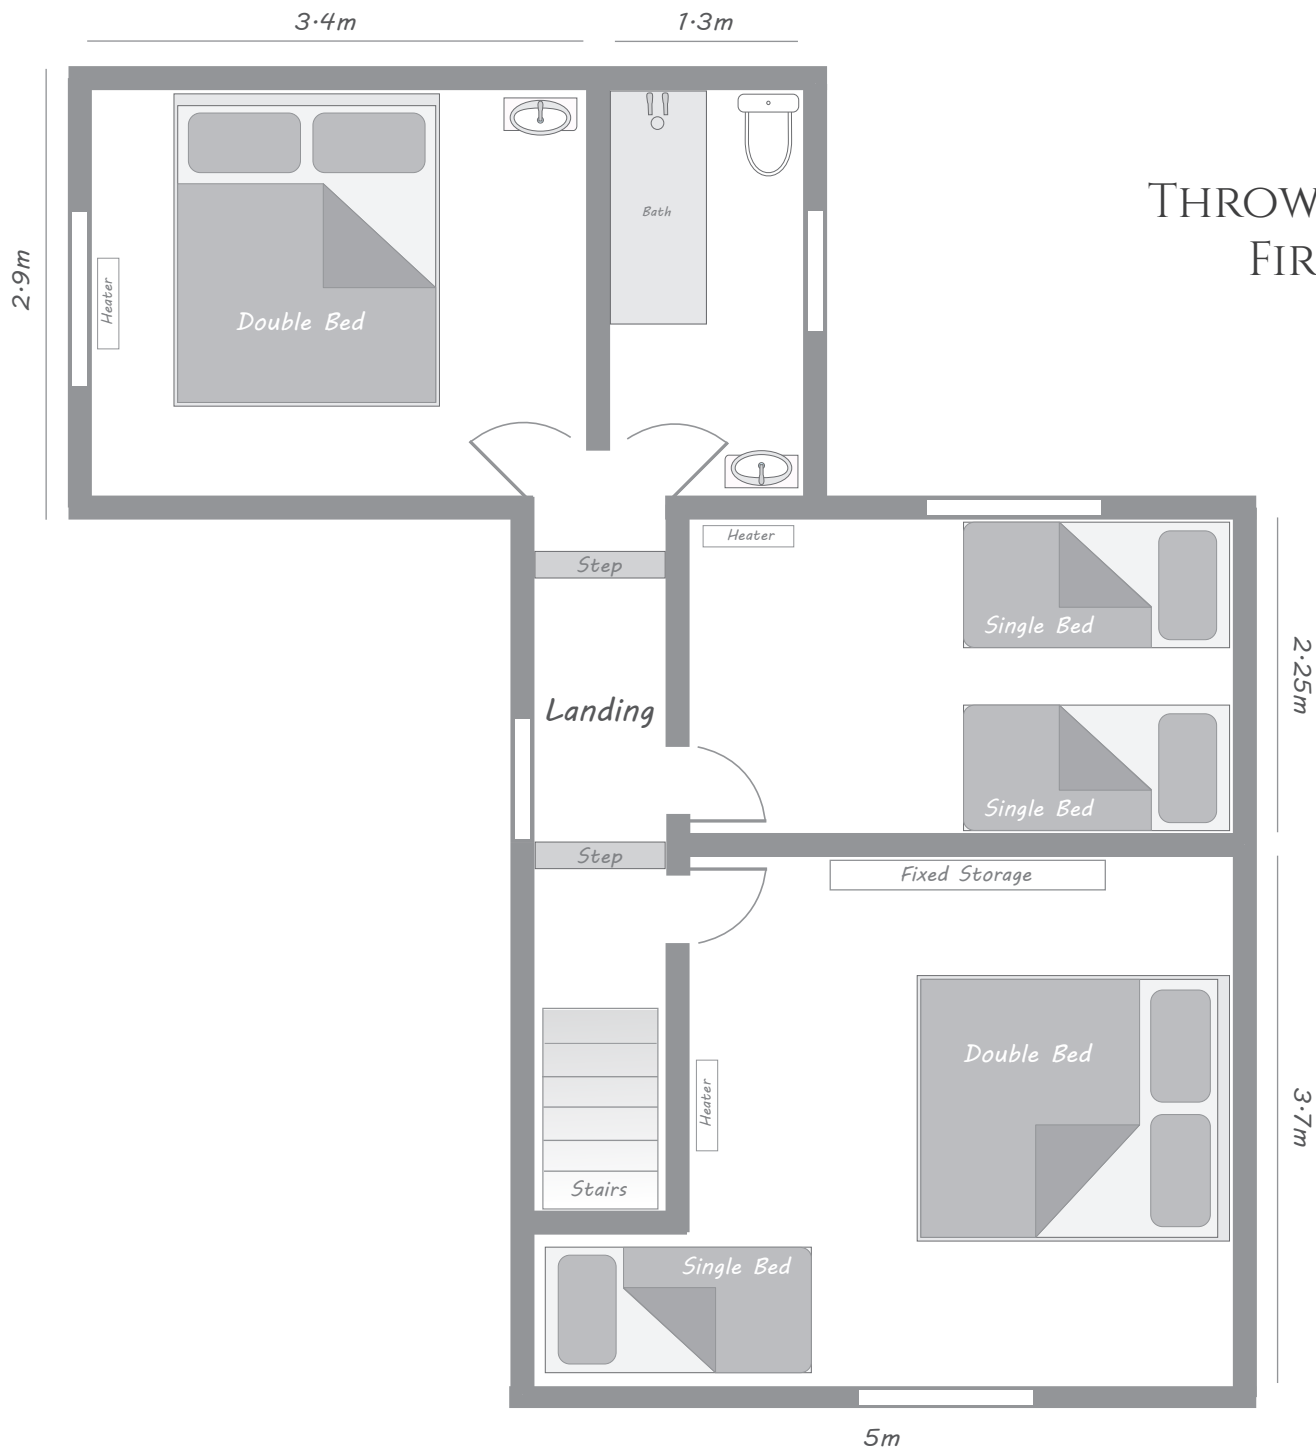 3·4m
1·3m
THROW
FIR
2·9m
Heater
Double Bed
Bath
Step
Heater
Single Bed
2·25m
Landing
Single Bed
Step
Fixed Storage
Double Bed
Heater
3·7m
Stairs
Single Bed
5m